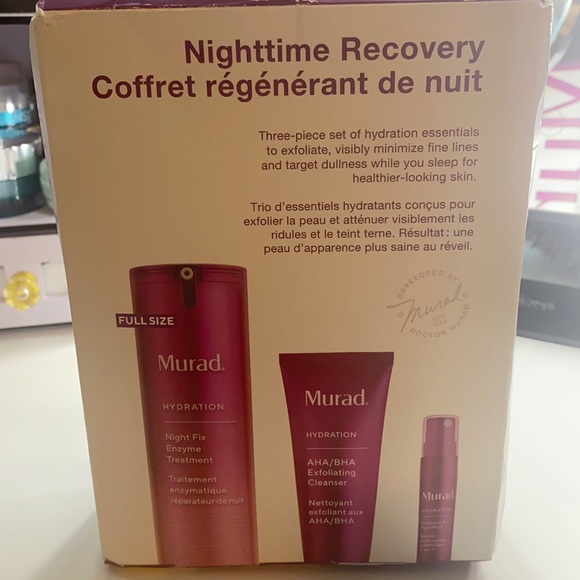 Nighttime Recovery
Coffret régénérant de nuit
Three-piece set of hydration essentials
to exfoliate, visibly minimize fine lines
and target dullness while you sleep for
healthier-looking skin.
Trio d'essentiels hydratants conçus pour
exfolier la peau et atténuer visiblement les
ridules et le teint terne. Résultat : une
peau d'apparence plus saine au réveil.
DEVELOPED BY
Murad
EST.
DOCTOR MURAD
FULL SIZE
Murad.
HYDRATION
Night Fix
Enzyme
Treatment
Traitement
enzymatique
réparateur de nuit
Murad.
HYDRATION
AHA/BHA
Exfoliating
Cleanser
Nettoyant
exfoliant aux
AHA/BHA
Murad.
HYDRATION